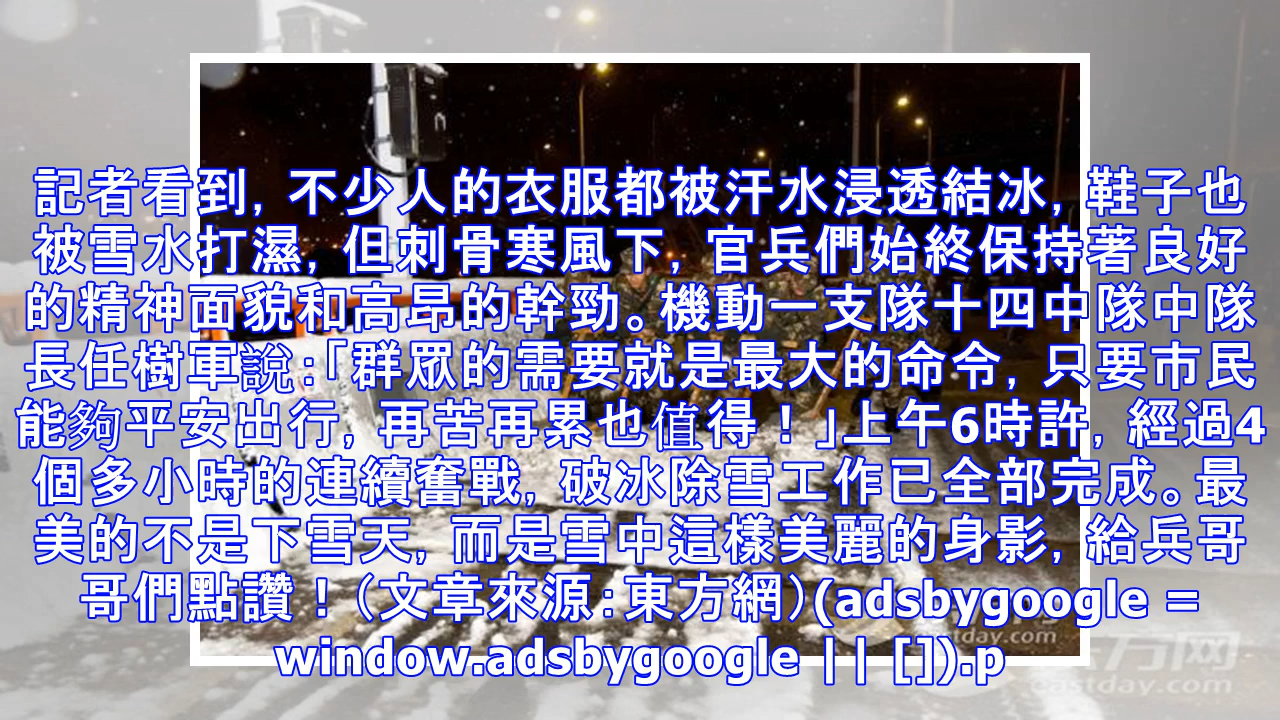 記者看到, 不少人的衣服都被汗水浸透結冰, 鞋子也
被雪水打濕, 但刺骨寒風下, 官兵們始終保持著良好
的精神面貌和高昂的幹勁。機動一支隊十四中隊中隊
長任樹軍說:「群眾的需要就是最大的命令, 只要市民
能夠平安出行, 再苦再累也值得！」上午6時許, 經過4
個多小時的連續奮戰, 破冰除雪工作已全部完成。最
美的不是下雪天, 而是雪中這樣美麗的身影, 給兵哥
哥們點讚！(文章來源:東方網)(adsbygoogle =
window.adsbygoogle || []).p
stday.com
方网
eastday.com